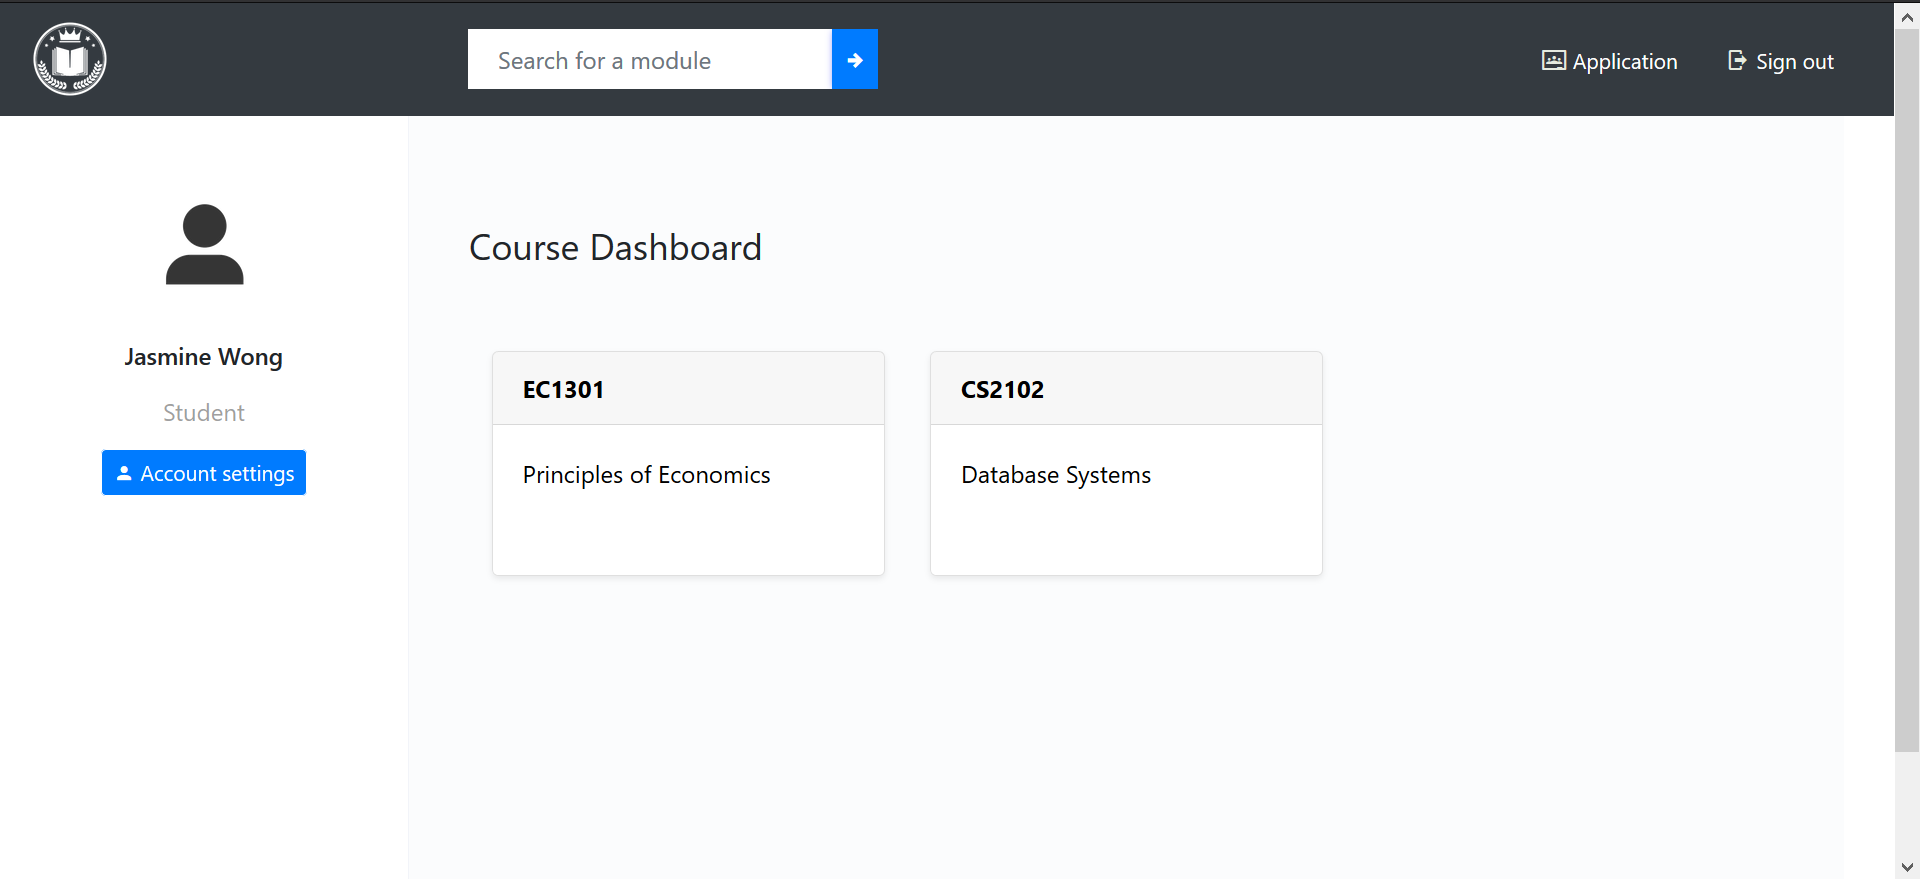 Search for a module
Application
Sign out
Jasmine Wong
Student
Account settings
Course Dashboard
EC1301
Principles of Economics
CS2102
Database Systems